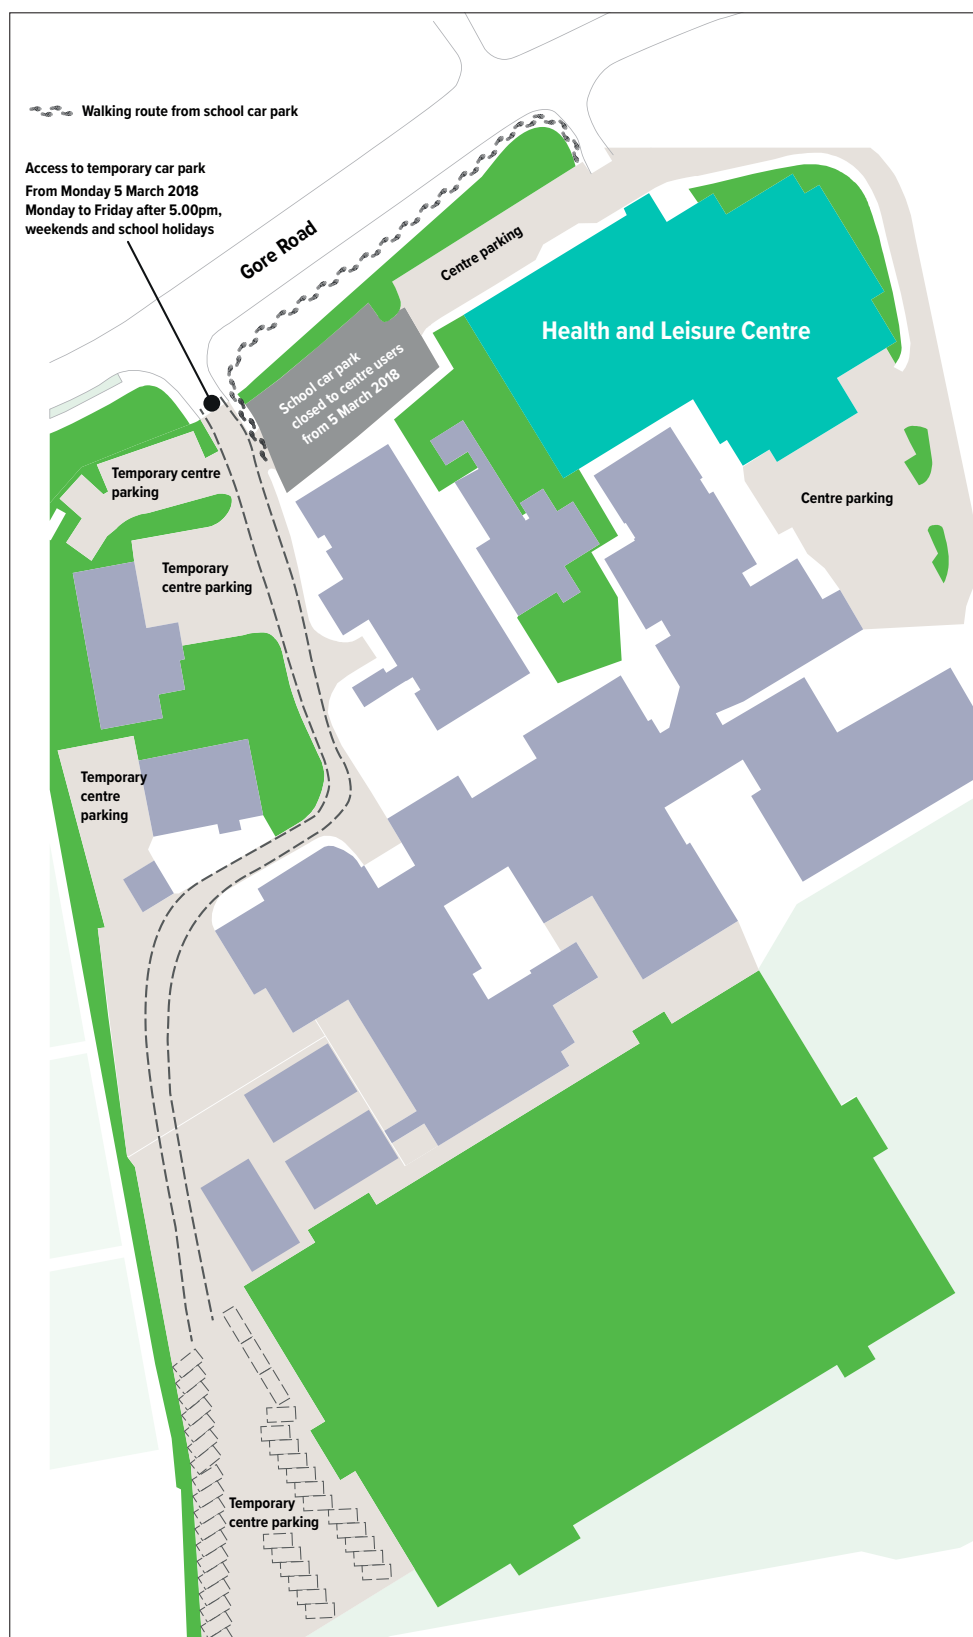 Walking route from school car park
Access to temporary car park
From Monday 5 March 2018
Monday to Friday after 5.00pm,
weekends and school holidays
Gore Road
Centre parking
School car park
closed to centre users
from 5 March 2018
Health and Leisure Centre
Centre parking
Temporary centre
parking
Temporary
centre parking
Temporary
centre
parking
Temporary
centre parking